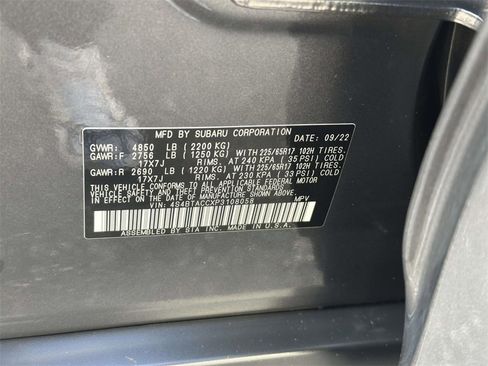 MFD. BY SUBARU CORPORATION DATE: 09/22
GVWR: 4850 LB (2200 KG)
GAWR:F 2756 LB (1250 KG) WITH 225/65R17 102H TIRES.
17X7J RIMS. AT 240 KPA (35 PSI) COLD
GAWR:R 2690 LB (1220 KG) WITH 225/65R17 102H TIRES.
17X7J RIMS. AT 230 KPA (33 PSI) COLD
THIS VEHICLE CONFORMS TO ALL APPLICABLE FEDERAL MOTOR
VEHICLE SAFETY AND THEFT PREVENTION STANDARDS
IN EFFECT ON THE DATE OF MANUFACTURE SHOWN ABOVE.
VIN: 4S4BTACCXP3108058 MPV
ASSEMBLED BY SIA INC. IN U.S.A.